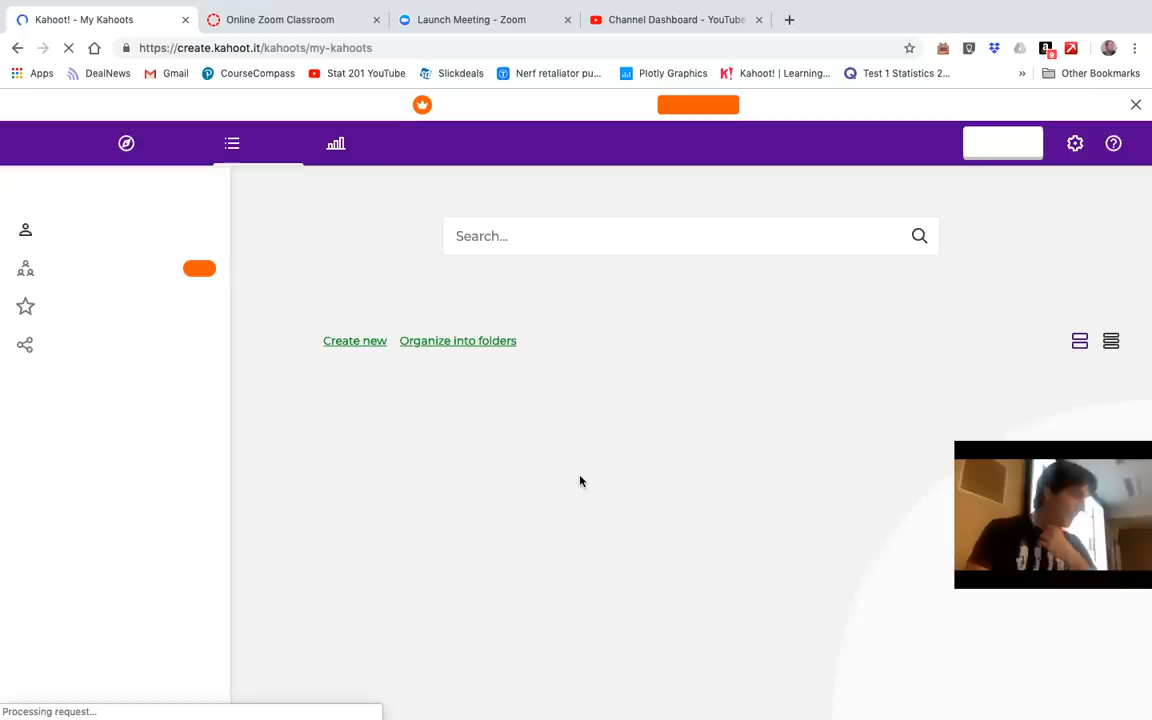 Kahoot! - My Kahoots
Online Zoom Classroom
Launch Meeting - Zoom
Channel Dashboard - YouTube
https://create.kahoot.it/kahoots/my-kahoots
Apps
DealNews
Gmail
CourseCompass
Stat 201 YouTube
Slickdeals
Nerf retaliator pu...
Plotly Graphics
Kahoot! | Learning...
Test 1 Statistics 2...
» Other Bookmarks
Search...
Create new
Organize into folders
Processing request...